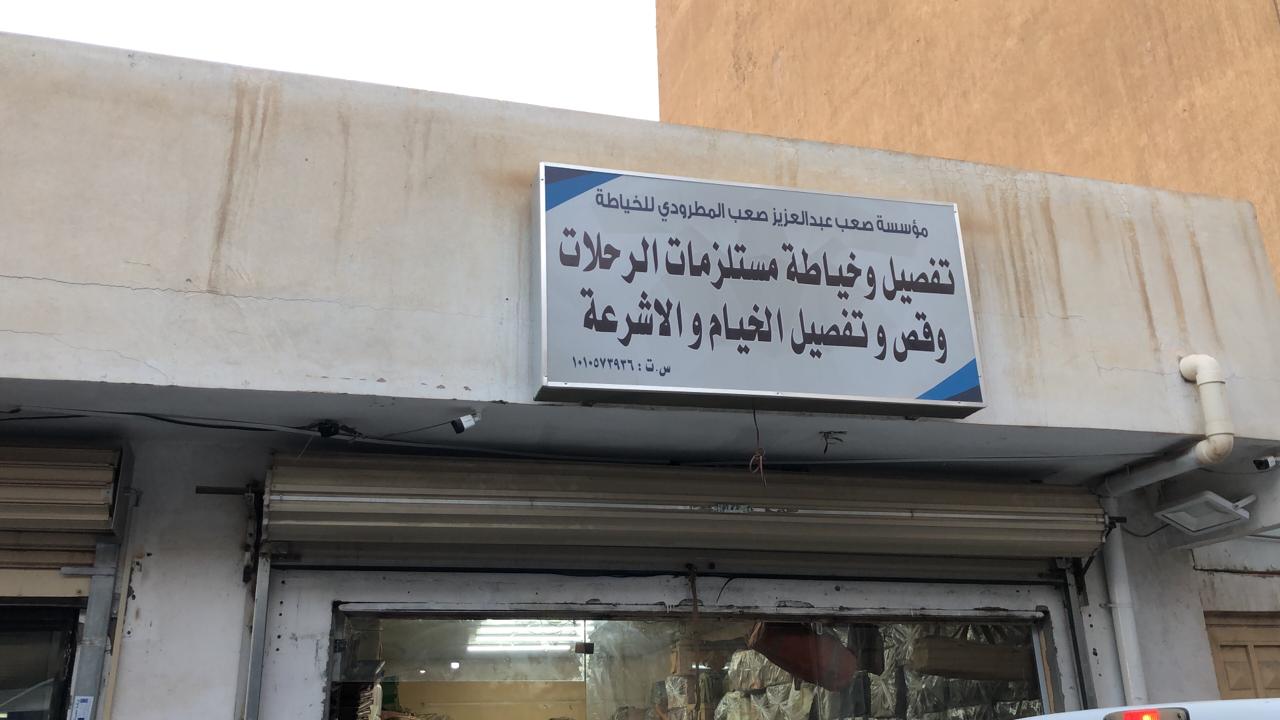 مؤسسة صعب عبدالعزيز صعب المطرودي للخياطة
تفصيل وخياطة مستلزمات الرحلات
وقص و تفصيل الخيام و الاشرعة
س.ت : ١٠١٠٥٧٣٩٣٦